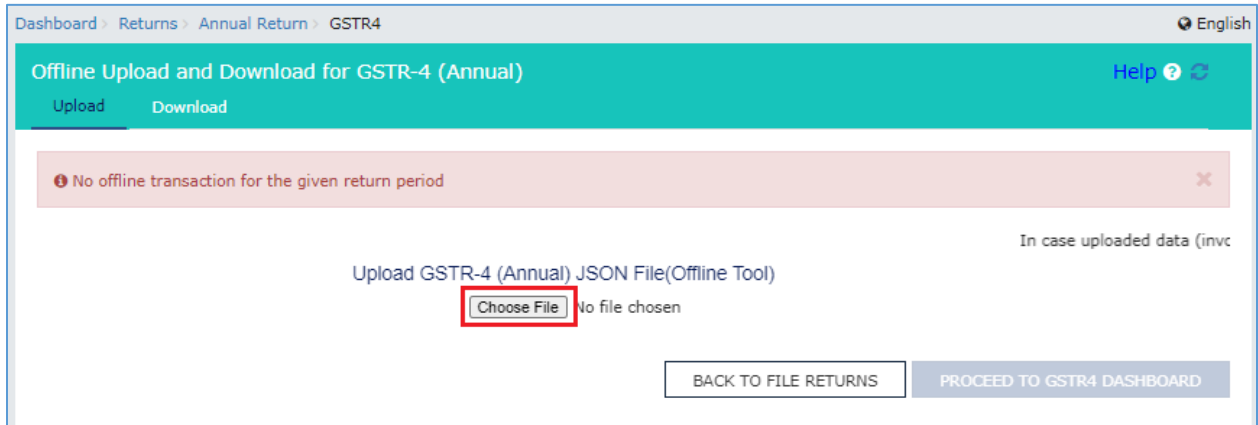 Dashboard › Returns › Annual Return › GSTR4
English
Offline Upload and Download for GSTR-4 (Annual)
Help ?
Upload Download
No offline transaction for the given return period
In case uploaded data (invo
Upload GSTR-4 (Annual) JSON File(Offline Tool)
Choose File No file chosen
BACK TO FILE RETURNS PROCEED TO GSTR4 DASHBOARD